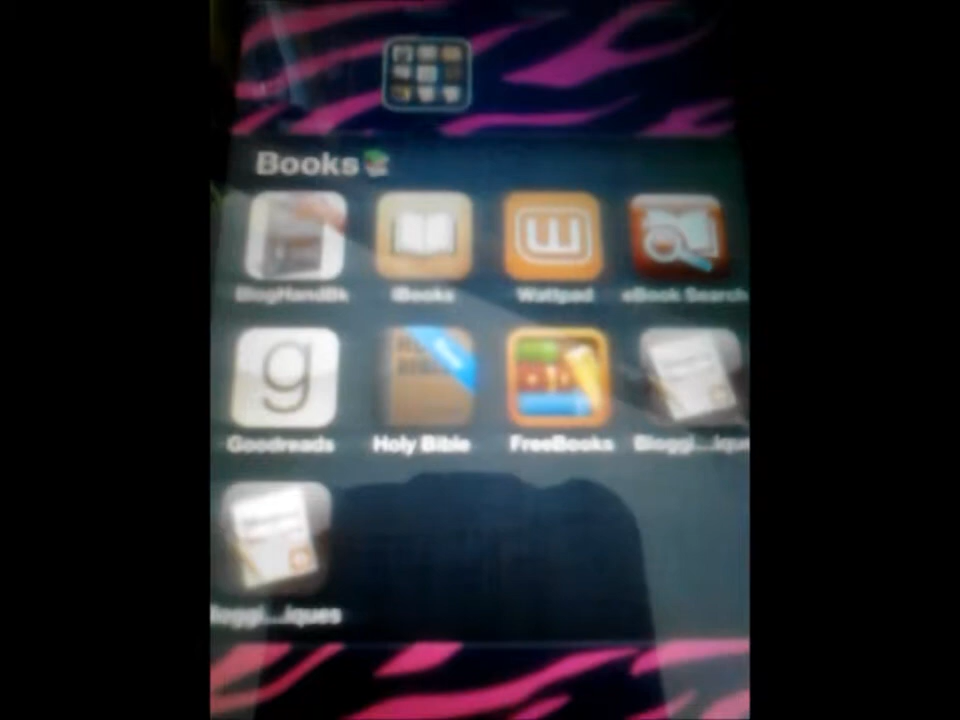 Books
BlogHandBk iBooks Wattpad eBook Search
Goodreads Holy Bible FreeBooks Bloggi...iques
Bloggi...iques